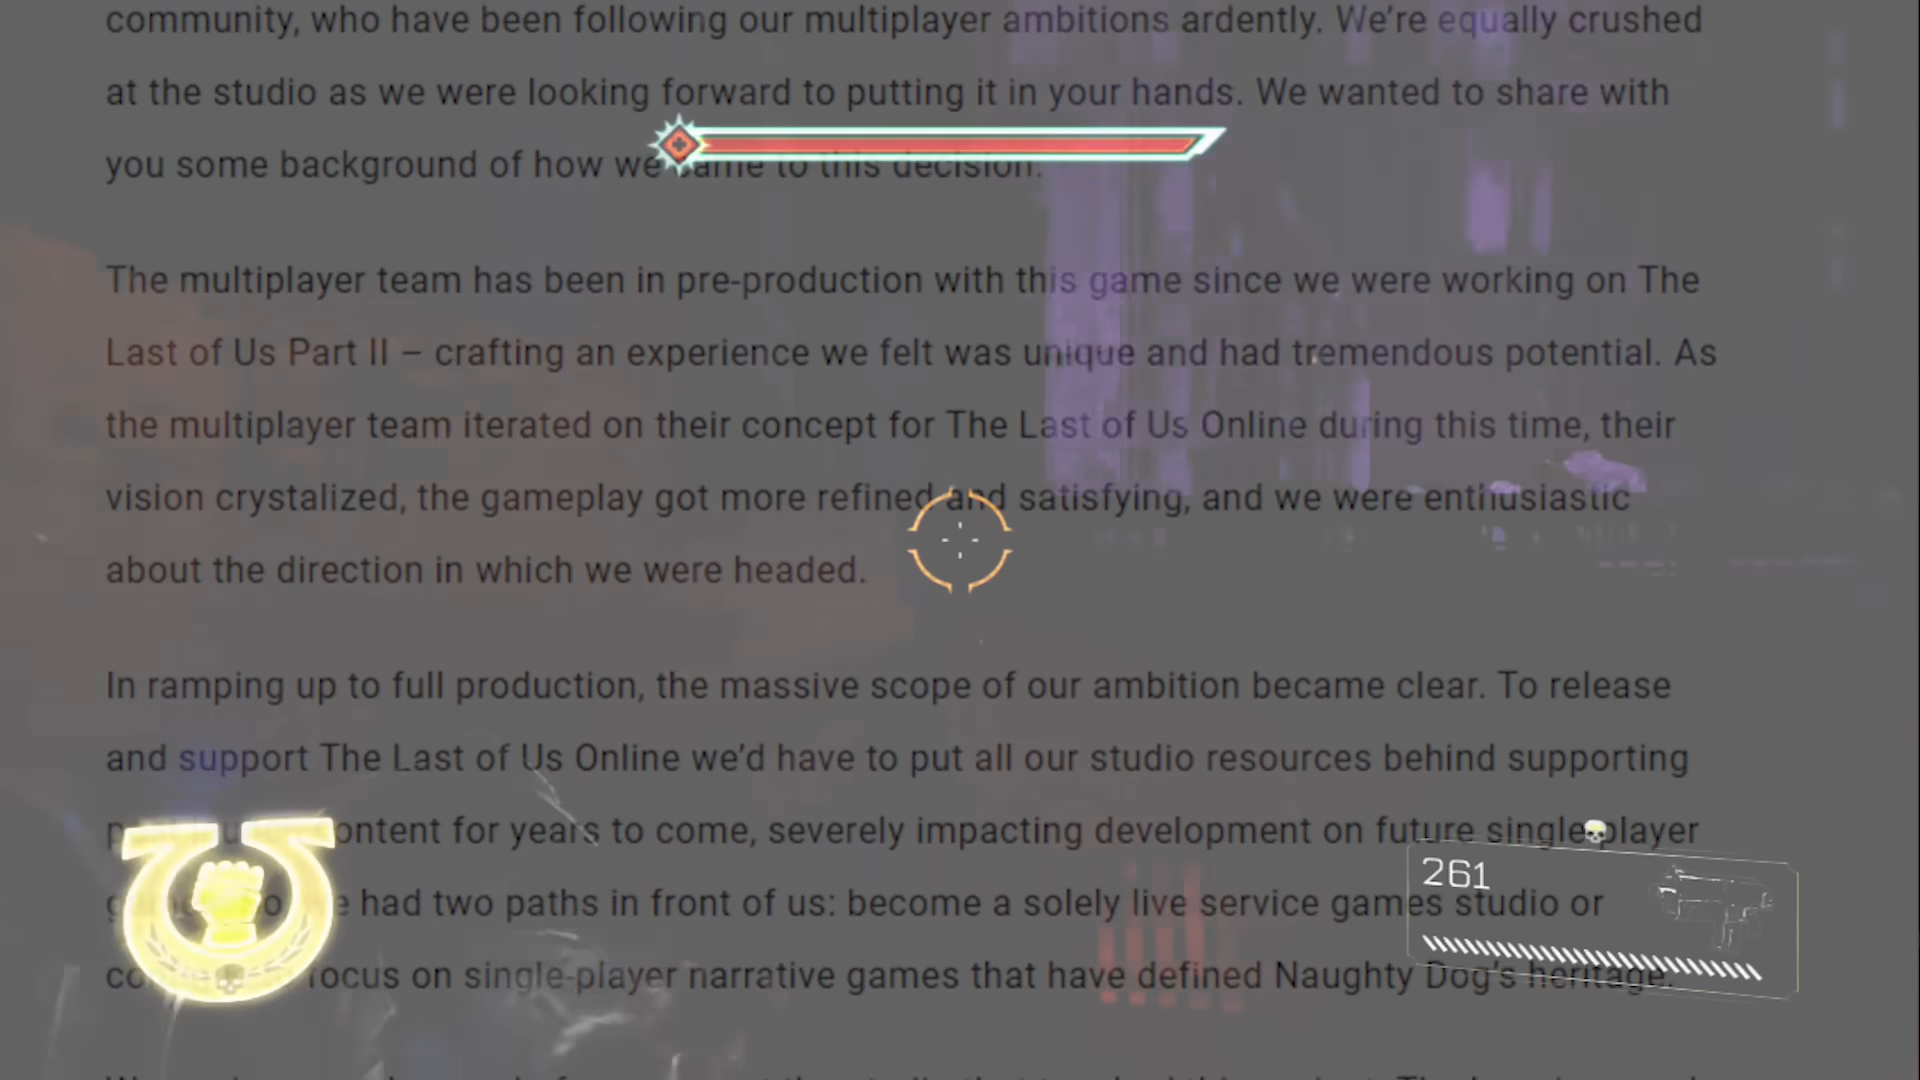 community, who have been following our multiplayer ambitions ardently. We’re equally crushed
at the studio as we were looking forward to putting it in your hands. We wanted to share with
you some background of how we came to this decision.
The multiplayer team has been in pre-production with this game since we were working on The
Last of Us Part II – crafting an experience we felt was unique and had tremendous potential. As
the multiplayer team iterated on their concept for The Last of Us Online during this time, their
vision crystalized, the gameplay got more refined and satisfying, and we were enthusiastic
about the direction in which we were headed.
In ramping up to full production, the massive scope of our ambition became clear. To release
and support The Last of Us Online we’d have to put all our studio resources behind supporting
content for years to come, severely impacting development on future single-player
had two paths in front of us: become a solely live service games studio or
focus on single-player narrative games that have defined Naughty Dog’s heritage.
261